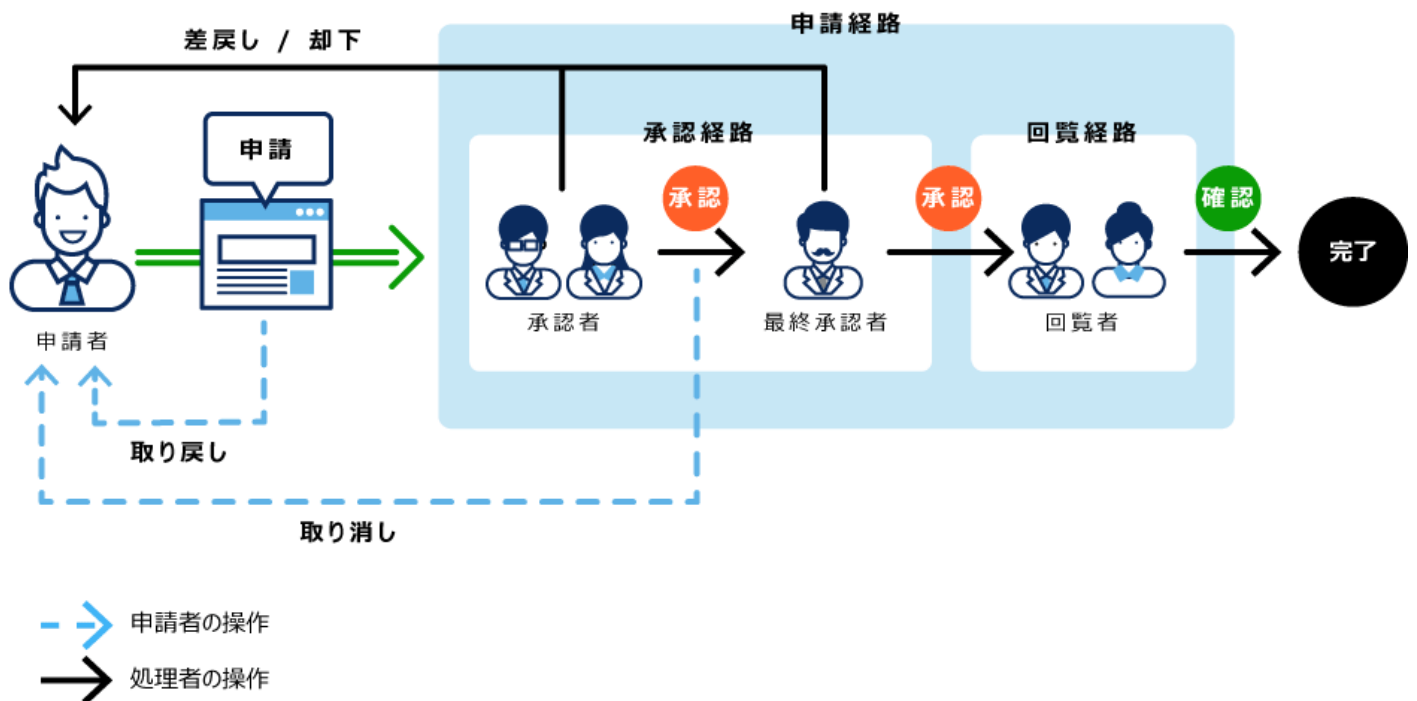 申請経路
差戻し / 却下
申請
承認経路
回覧経路
承認
承認
確認
完了
申請者
承認者
最終承認者
回覧者
取り戻し
取り消し
申請者の操作
処理者の操作